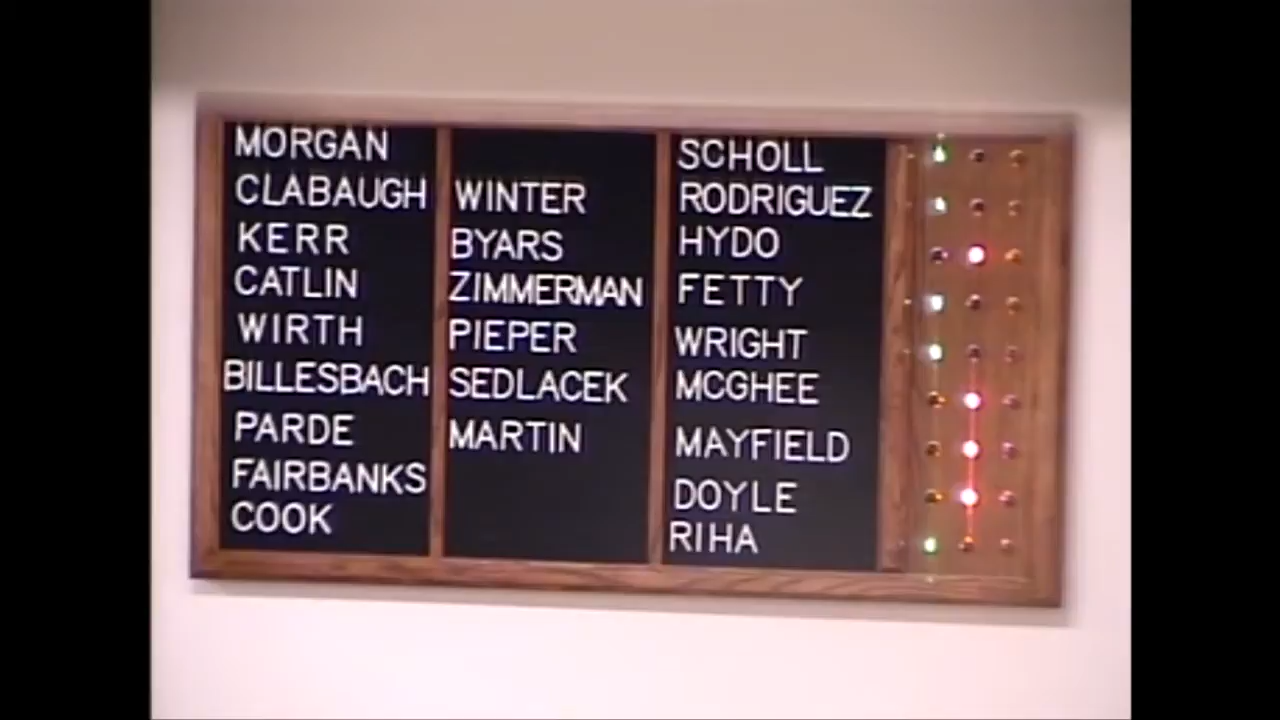 MORGAN
CLABAUGH
KERR
CATLIN
WIRTH
BILLESBACH
PARDE
FAIRBANKS
COOK
WINTER
BYARS
ZIMMERMAN
PIEPER
SEDLACEK
MARTIN
SCHOLL
RODRIGUEZ
HYDO
FETTY
WRIGHT
MCGHEE
MAYFIELD
DOYLE
RIHA